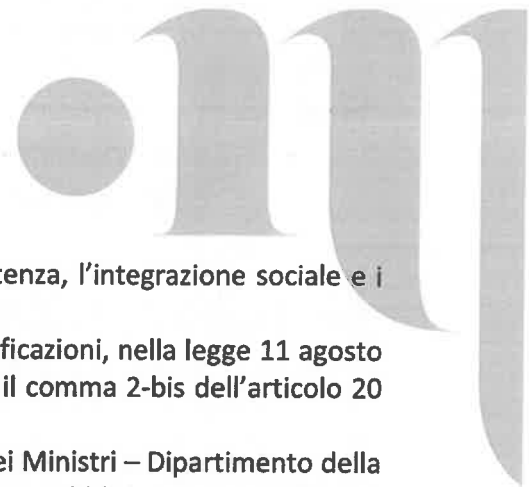 tenza, l'integrazione sociale e i
ficazioni, nella legge 11 agosto
il comma 2-bis dell'articolo 20
ei Ministri – Dipartimento della